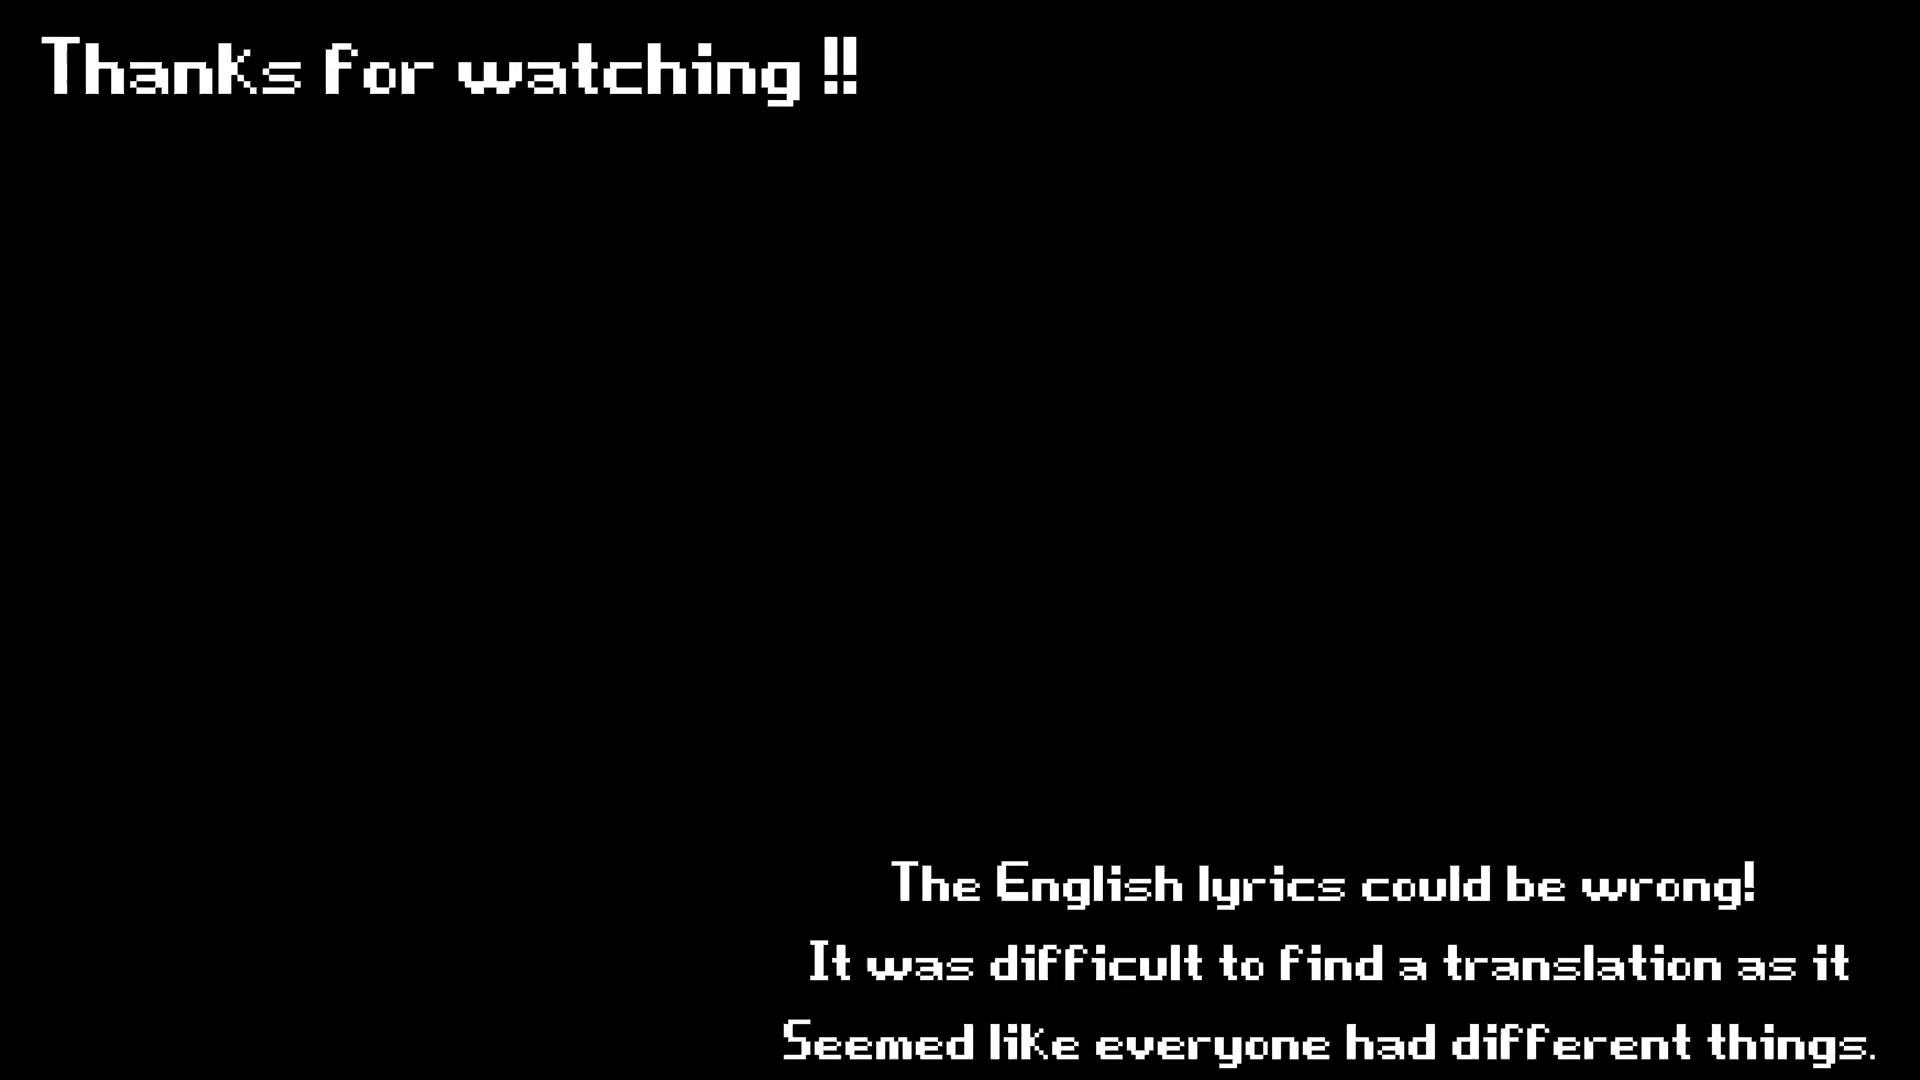 Thanks for watching !!
The English lyrics could be wrong!
It was difficult to find a translation as it
Seemed like everyone had different things.